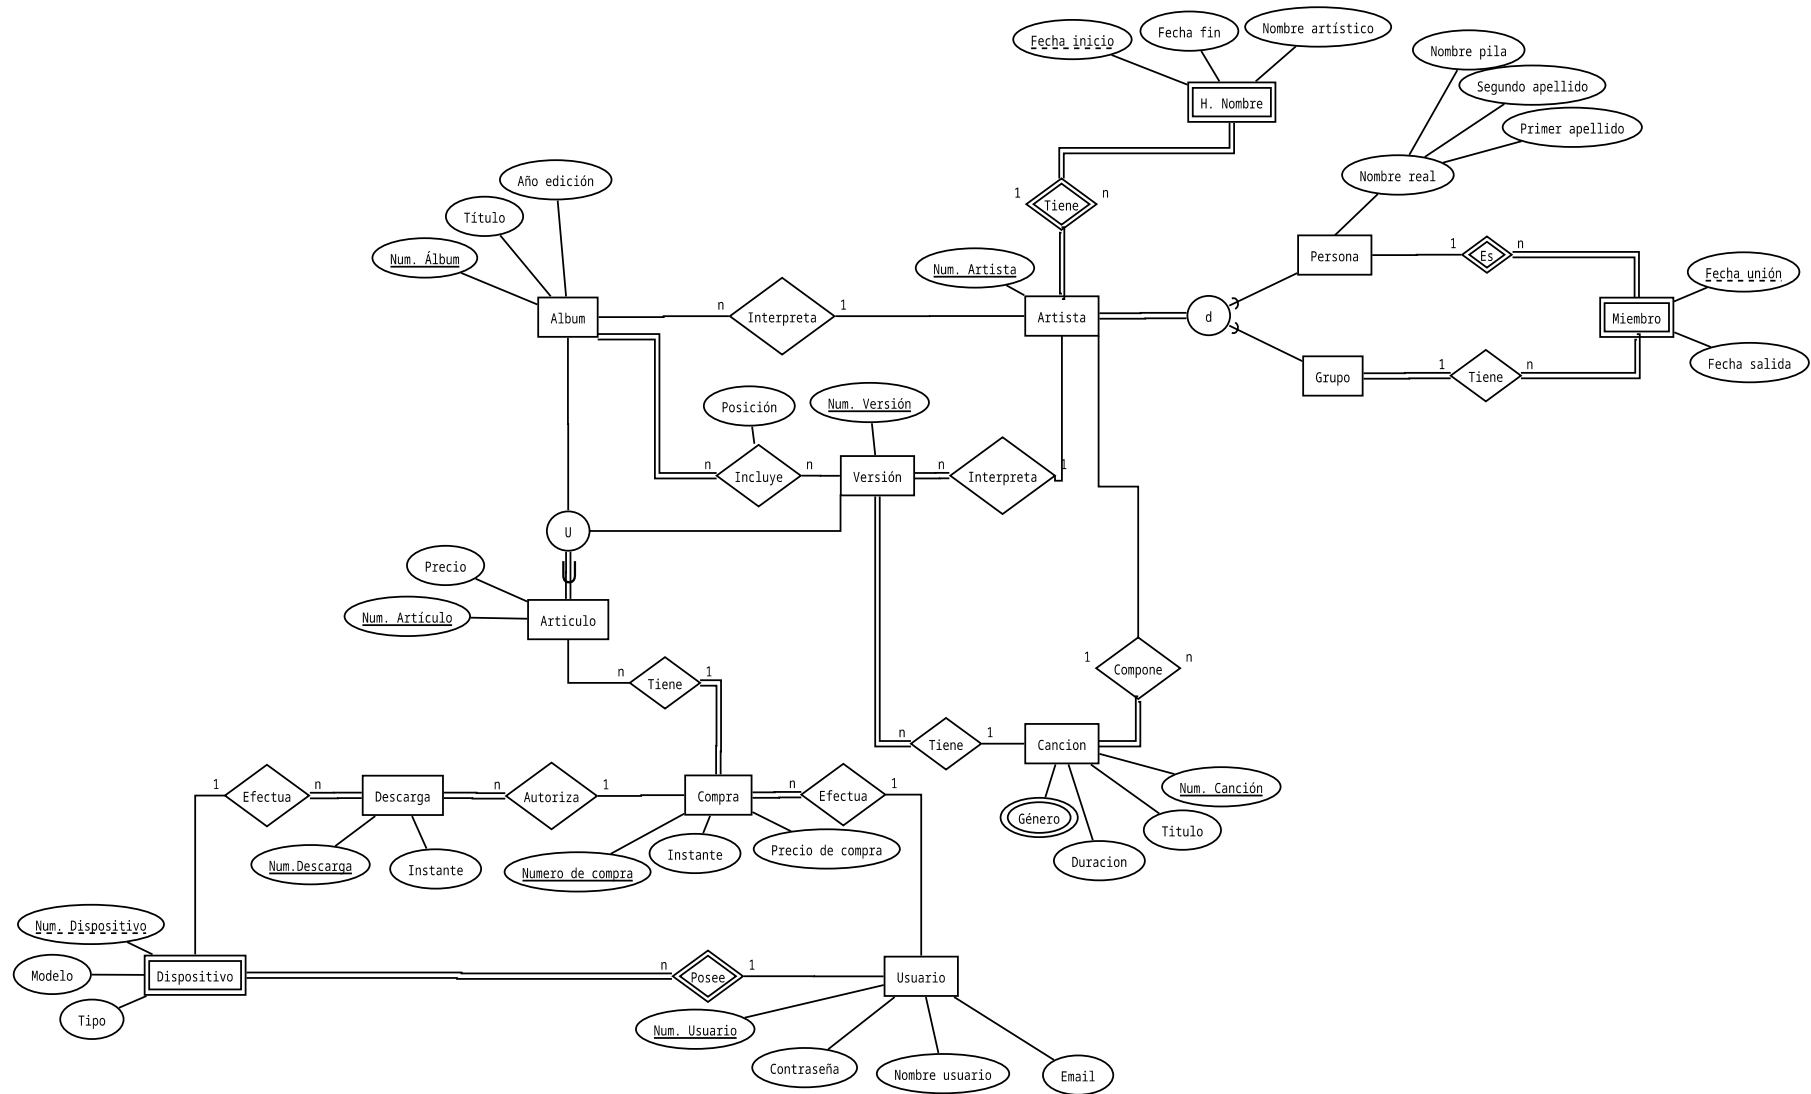 Fecha inicio
Fecha fin
Nombre artístico
H. Nombre
Nombre pila
Segundo apellido
Primer apellido
Nombre real
Año edición
Título
Num. Álbum
Album
n
Interpreta
1
1
Tiene
n
Num. Artista
Artista
d
Persona
1
Es
n
Fecha unión
Miembro
Fecha salida
Grupo
1
Tiene
n
Posición
Num. Versión
n
Incluye
n
Versión
n
Interpreta
1
U
Precio
Num. Artículo
Articulo
n
Tiene
1
1
Compone
n
n
Tiene
1
Cancion
Num. Canción
Género
Titulo
Duracion
1
Efectua
n
Descarga
n
Autoriza
1
Compra
n
Efectua
1
Num.Descarga
Instante
Numero de compra
Instante
Precio de compra
Num. Dispositivo
Modelo
Tipo
Dispositivo
n
Posee
1
Usuario
Num. Usuario
Contraseña
Nombre usuario
Email